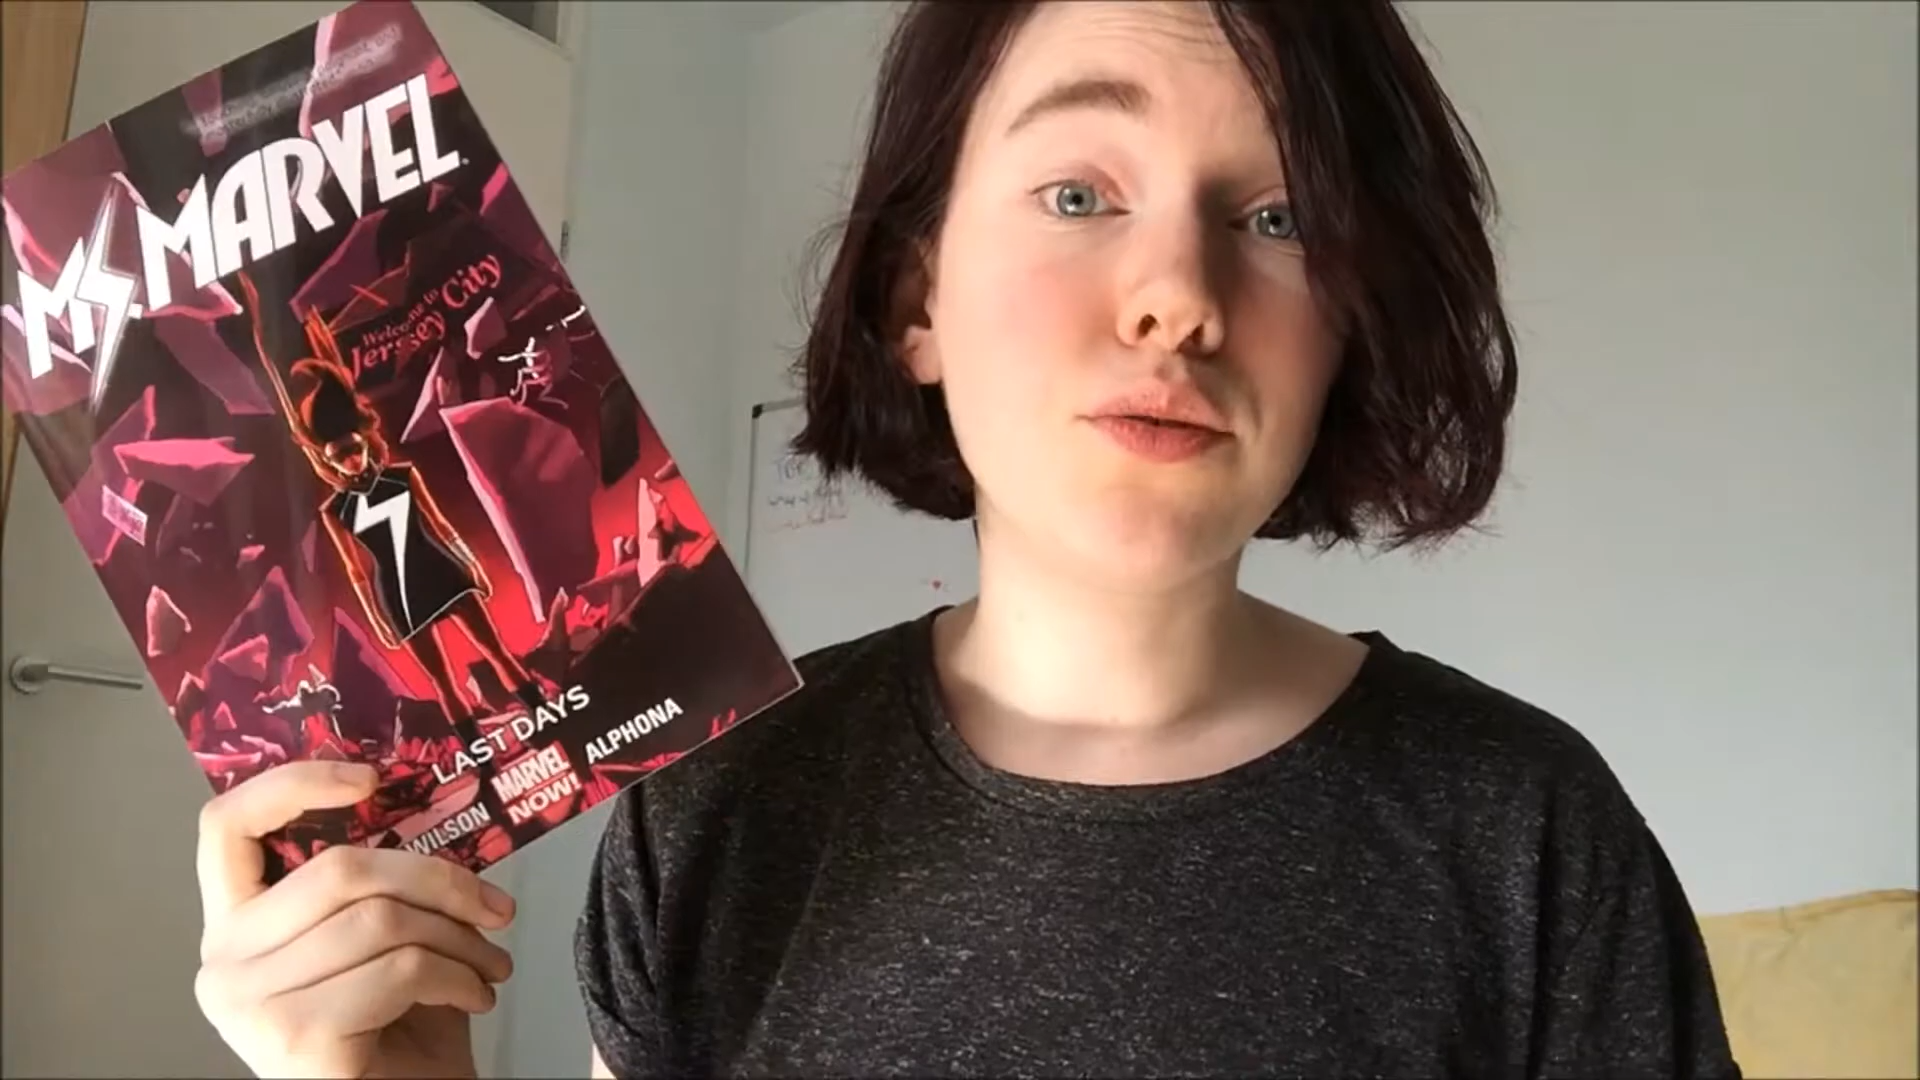 MS MARVEL
Welcome to
Jersey City
LAST DAYS
WILSON MARVEL NOW! ALPHONA